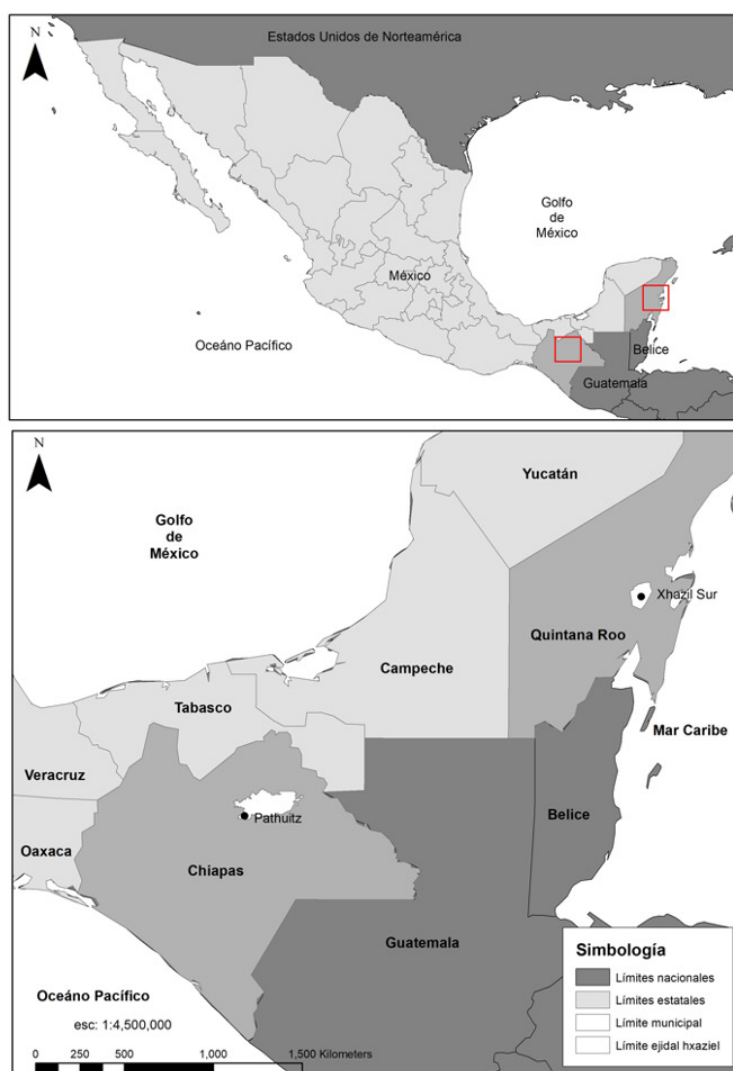 N
Estados Unidos de Norteamérica
Golfo
de
México
México
Oceáno Pacífico
Belice
Guatemala
N
Yucatán
Golfo
de
México
Xhazil Sur
Quintana Roo
Campeche
Tabasco
Mar Caribe
Veracruz
Belice
Pathuitz
Oaxaca
Chiapas
Guatemala
Oceáno Pacífico
esc: 1:4,500,000
0 250 500 1,000 1,500 Kilometers
Simbología
Límites nacionales
Límites estatales
Límite municipal
Límite ejidal hxaziel